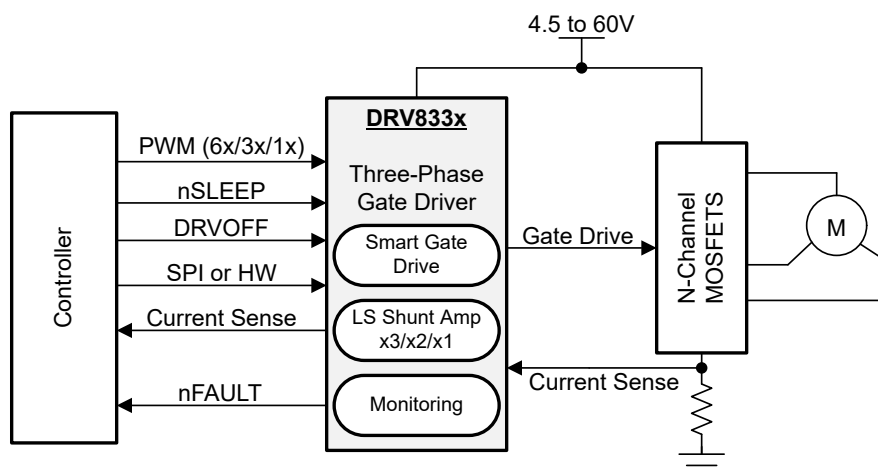 4.5 to 60V
DRV833x
PWM (6x/3x/1x)
Three-Phase
Gate Driver
nSLEEP
DRVOFF
Smart Gate
Drive
Gate Drive
M
N-Channel
MOSFETS
Controller
SPI or HW
Current Sense
LS Shunt Amp
x3/x2/x1
Current Sense
nFAULT
Monitoring